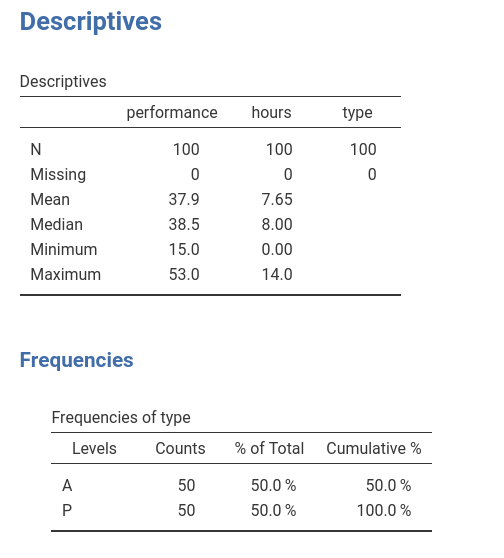 Descriptives
Descriptives
performance hours type
N 100 100 100
Missing 0 0 0
Mean 37.9 7.65
Median 38.5 8.00
Minimum 15.0 0.00
Maximum 53.0 14.0
Frequencies
Frequencies of type
Levels Counts % of Total Cumulative %
A 50 50.0 % 50.0 %
P 50 50.0 % 100.0 %